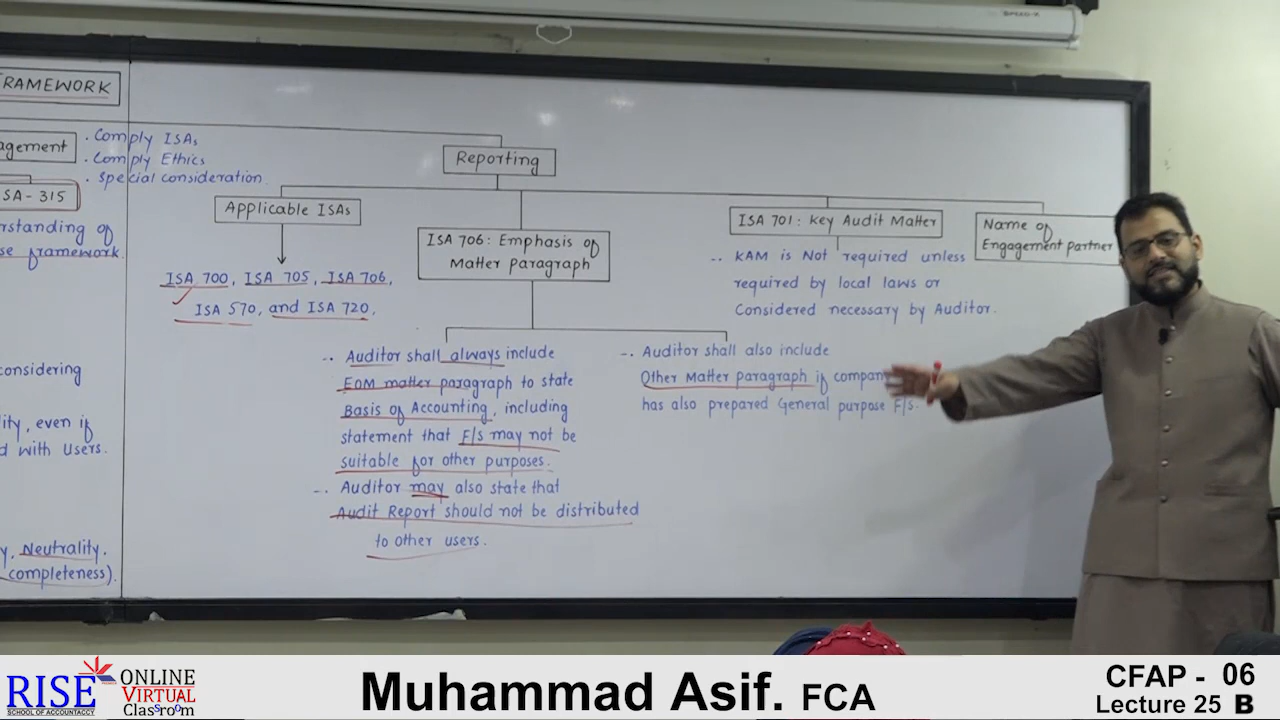 FRAMEWORK
agement
. Comply ISAs
. Comply Ethics
. Special consideration.
SA-315
rstanding of
se framework.
considering
lity, even if
d with Users.
y, Neutrality,
completeness).
Reporting
Applicable ISAs
ISA 700, ISA 705, ISA 706,
ISA 570, and ISA 720,
ISA 706: Emphasis of
Matter paragraph
.. Auditor shall always include
EOM matter paragraph to state
Basis of Accounting, including
statement that F/s may not be
suitable for other purposes.
.. Auditor may also state that
Audit Report should not be distributed
to other users.
.. Auditor shall also include
Other Matter paragraph if compan
has also prepared General purpose F/s.
ISA 701: Key Audit Matter
.. KAM is Not required unless
required by local laws or
Considered necessary by Auditor.
Name of
Engagement partner
RISE
SCHOOL OF ACCOUNTANCY
ONLINE
VIRTUAL
Classroom
Muhammad Asif. FCA
CFAP - 06
Lecture 25 B